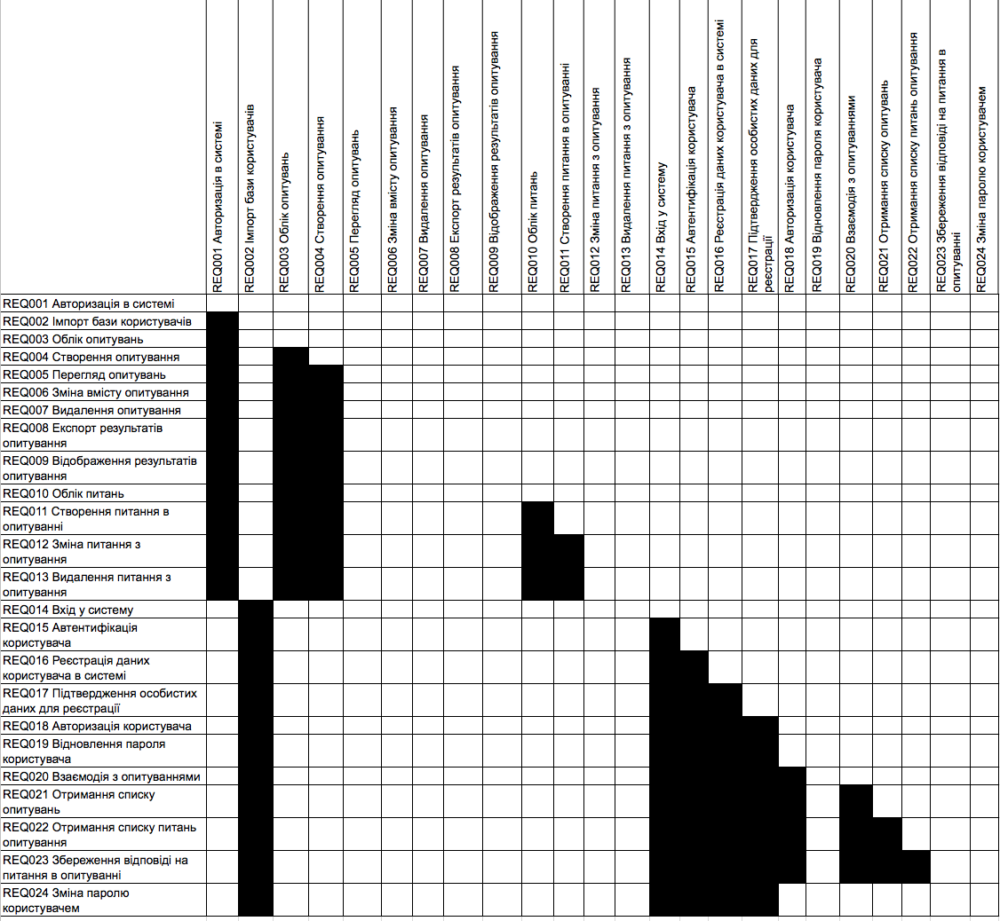 REQ001 Авторизація в системі
REQ002 Імпорт бази користувачів
REQ003 Облік опитувань
REQ004 Створення опитування
REQ005 Перегляд опитувань
REQ006 Зміна вмісту опитування
REQ007 Видалення опитування
REQ008 Експорт результатів опитування
REQ009 Відображення результатів опитування
REQ010 Облік питань
REQ011 Створення питання в опитуванні
REQ012 Зміна питання з опитування
REQ013 Видалення питання з опитування
REQ014 Вхід у систему
REQ015 Автентифікація користувача
REQ016 Реєстрація даних користувача в системі
REQ017 Підтвердження особистих даних для
реєстрації
REQ018 Авторизація користувача
REQ019 Відновлення пароля користувача
REQ020 Взаємодія з опитуваннями
REQ021 Отримання списку опитувань
REQ022 Отримання списку питань опитування
REQ023 Збереження відповіді на питання в
опитуванні
REQ024 Зміна паролю користувачем
REQ001 Авторизація в системі
REQ002 Імпорт бази користувачів
REQ003 Облік опитувань
REQ004 Створення опитування
REQ005 Перегляд опитувань
REQ006 Зміна вмісту опитування
REQ007 Видалення опитування
REQ008 Експорт результатів
опитування
REQ009 Відображення результатів
опитування
REQ010 Облік питань
REQ011 Створення питання в
опитуванні
REQ012 Зміна питання з
опитування
REQ013 Видалення питання з
опитування
REQ014 Вхід у систему
REQ015 Автентифікація
користувача
REQ016 Реєстрація даних
користувача в системі
REQ017 Підтвердження особистих
даних для реєстрації
REQ018 Авторизація користувача
REQ019 Відновлення пароля
користувача
REQ020 Взаємодія з опитуваннями
REQ021 Отримання списку
опитувань
REQ022 Отримання списку питань
опитування
REQ023 Збереження відповіді на
питання в опитуванні
REQ024 Зміна паролю
користувачем